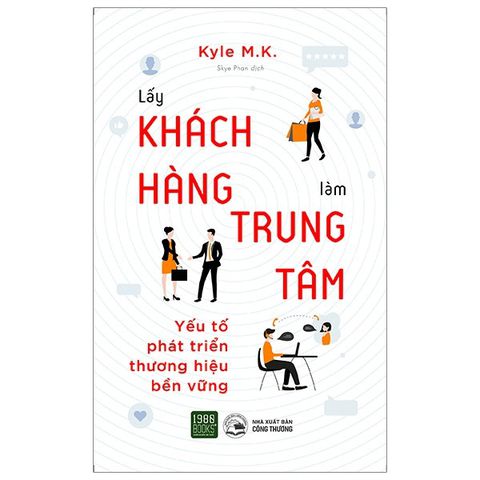 Kyle M.K.
Skye Phan dịch
Lấy
KHÁCH
HÀNG
làm
TRUNG
TÂM
Yếu tố
phát triển
thương hiệu
bền vững
1980
BOOKS
NHÀ XUẤT BẢN
CÔNG THƯƠNG